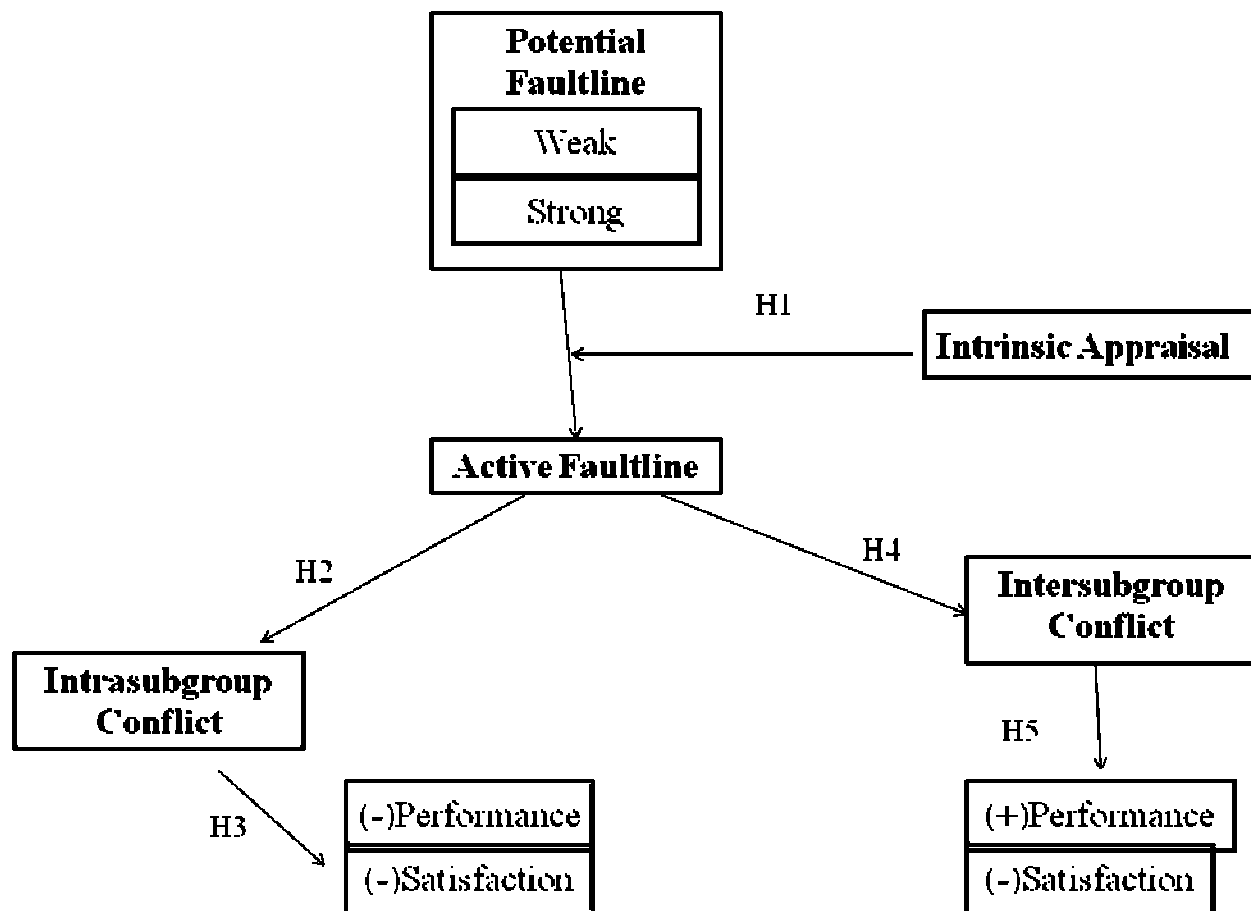 Potential
Faultline
Weak
Strong
H1
Intrinsic Appraisal
Active Faultline
H2
H4
Intersubgroup
Conflict
Intrasubgroup
Conflict
H5
H3
(-)Performance
(-)Satisfaction
(+)Performance
(-)Satisfaction